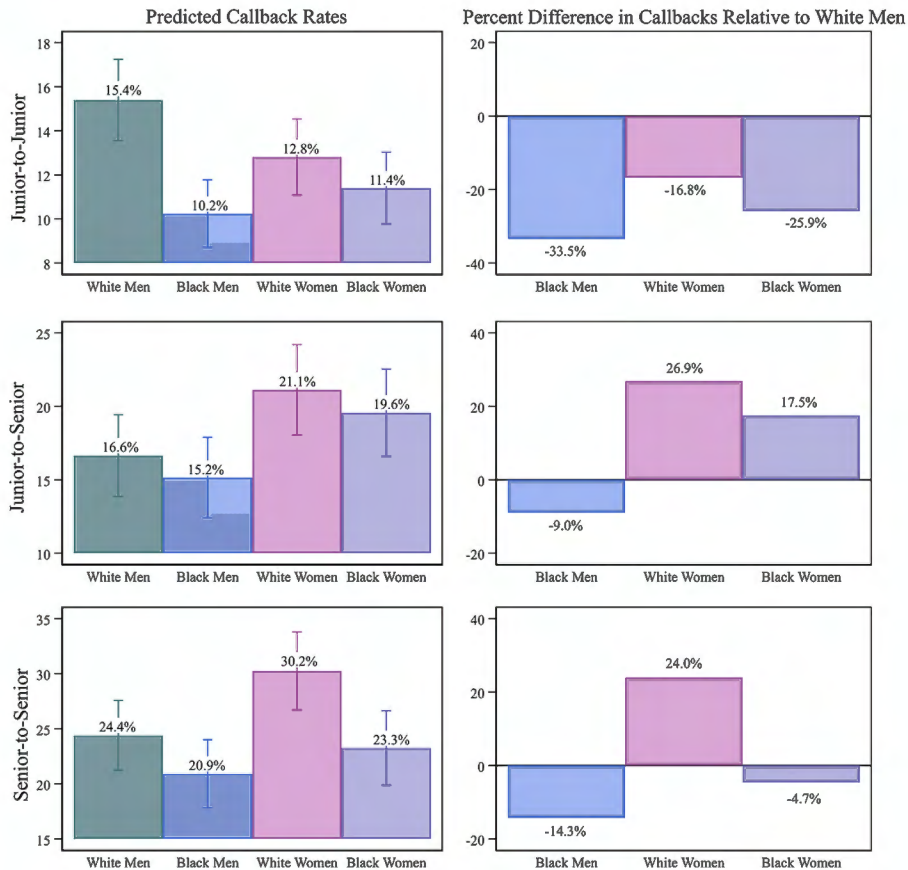 Predicted Callback Rates
Percent Difference in Callbacks Relative to White Men
Junior-to-Junior
18
16
14
12
10
8
15.4%
10.2%
12.8%
11.4%
White Men
Black Men
White Women
Black Women
20
0
-20
-40
-33.5%
-16.8%
-25.9%
Black Men
White Women
Black Women
Junior-to-Senior
25
20
15
10
16.6%
15.2%
21.1%
19.6%
White Men
Black Men
White Women
Black Women
40
20
0
-20
-9.0%
26.9%
17.5%
Black Men
White Women
Black Women
Senior-to-Senior
35
30
25
20
15
24.4%
20.9%
30.2%
23.3%
White Men
Black Men
White Women
Black Women
40
20
0
-20
-14.3%
24.0%
-4.7%
Black Men
White Women
Black Women